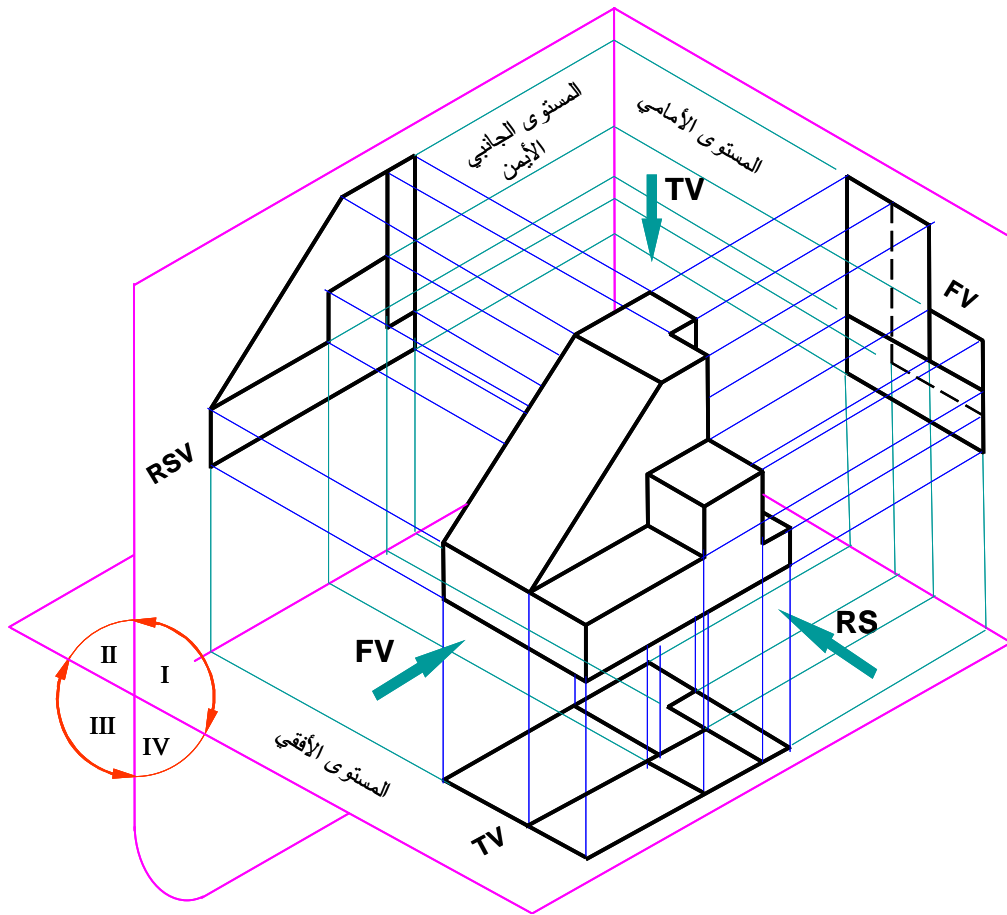 المستوى الجانبي
الأيمن
المستوى الأمامي
TV
FV
RSV
FV
RS
II
I
III
IV
المستوى الأفقي
TV